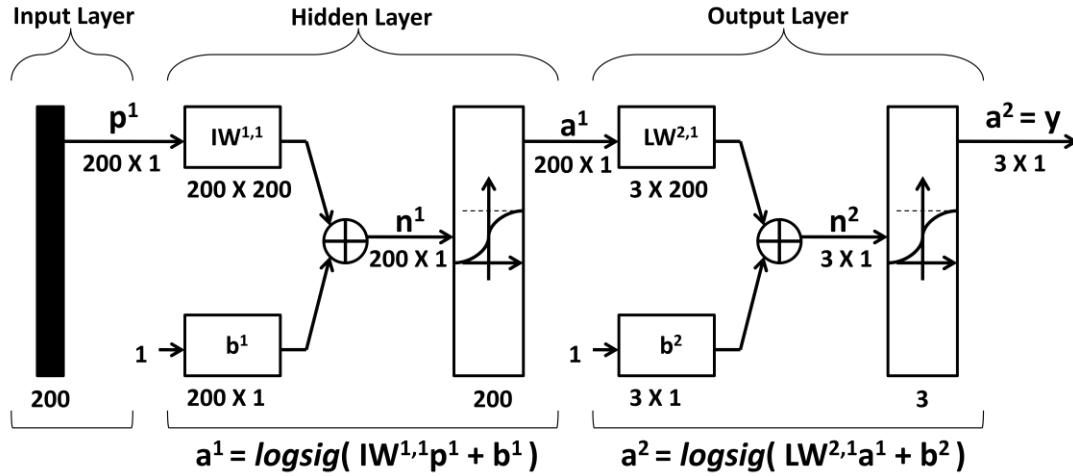 Input Layer
Hidden Layer
Output Layer
p¹
200 X 1
IW¹,¹
200 X 200
n¹
200 X 1
1
b¹
200 X 1
200
200
a¹
200 X 1
LW²,¹
3 X 200
n²
3 X 1
1
b²
3 X 1
3
a² = y
3 X 1
a¹ = logsig( IW¹,¹p¹ + b¹ )
a² = logsig( LW²,¹a¹ + b² )